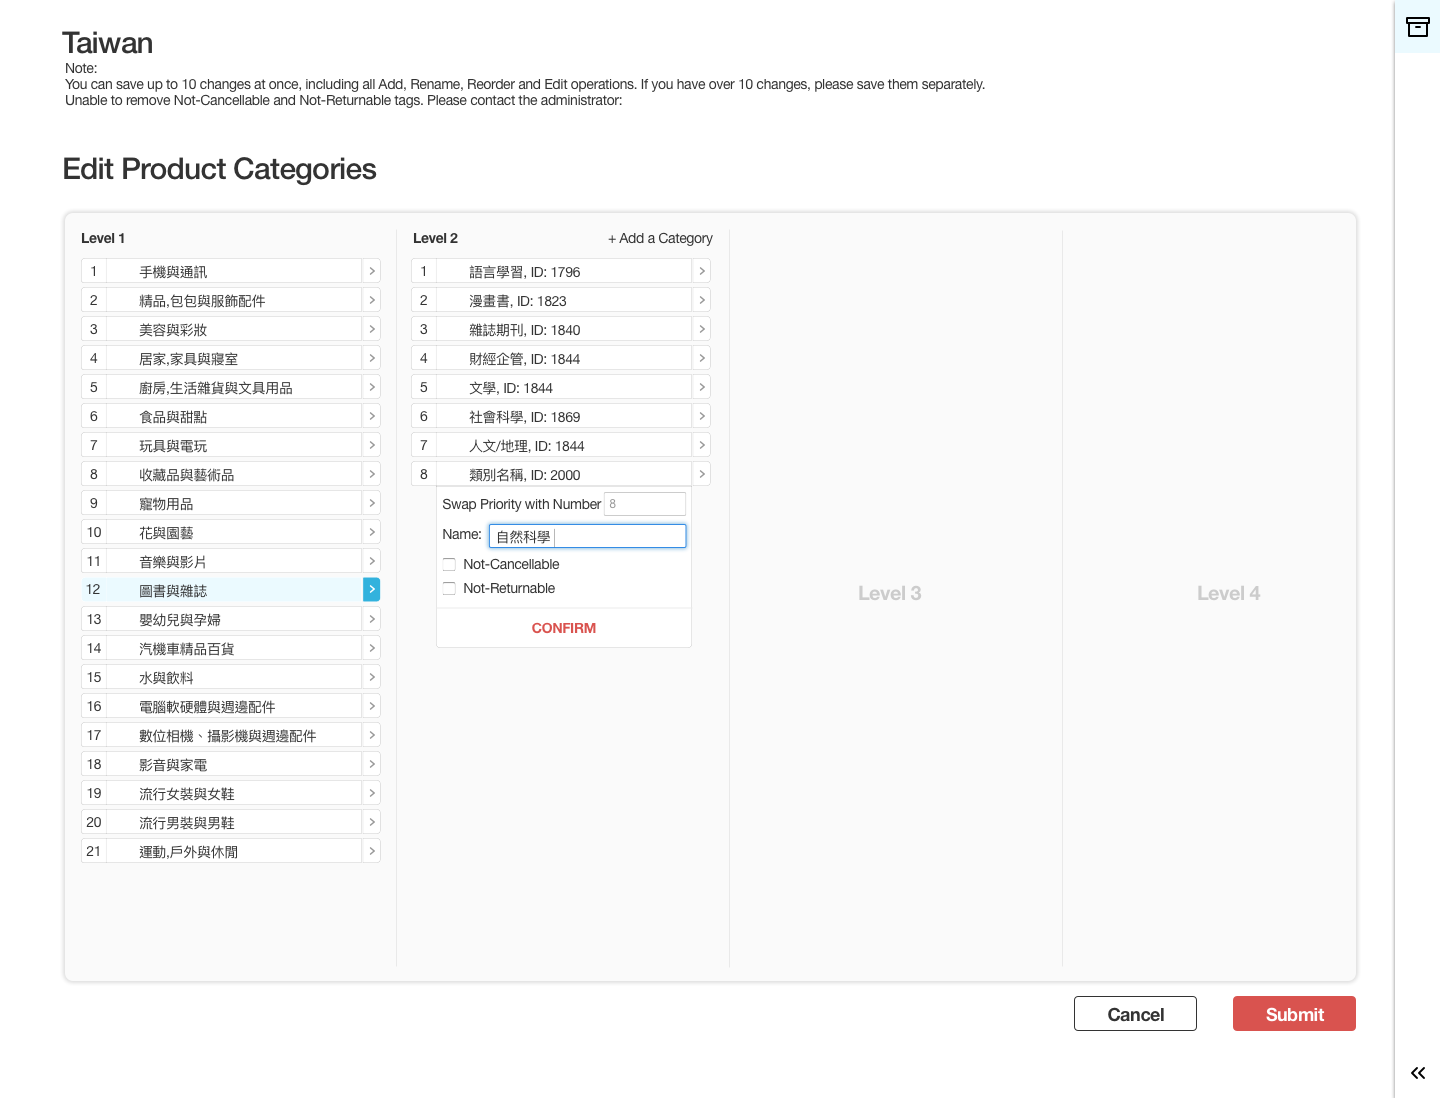 Taiwan
Note:
You can save up to 10 changes at once, including all Add, Rename, Reorder and Edit operations. If you have over 10 changes, please save them separately.
Unable to remove Not-Cancellable and Not-Returnable tags. Please contact the administrator:
Edit Product Categories
Level 1
1 手機與通訊
2 精品,包包與服飾配件
3 美容與彩妝
4 居家,家具與寢室
5 廚房,生活雜貨與文具用品
6 食品與甜點
7 玩具與電玩
8 收藏品與藝術品
9 寵物用品
10 花與園藝
11 音樂與影片
12 圖書與雜誌
13 嬰幼兒與孕婦
14 汽機車精品百貨
15 水與飲料
16 電腦軟硬體與週邊配件
17 數位相機、攝影機與週邊配件
18 影音與家電
19 流行女裝與女鞋
20 流行男裝與男鞋
21 運動,戶外與休閒
Level 2
+ Add a Category
1 語言學習, ID: 1796
2 漫畫書, ID: 1823
3 雜誌期刊, ID: 1840
4 財經企管, ID: 1844
5 文學, ID: 1844
6 社會科學, ID: 1869
7 人文/地理, ID: 1844
8 類別名稱, ID: 2000
Swap Priority with Number 8
Name: 自然科學
Not-Cancellable
Not-Returnable
CONFIRM
Level 3
Level 4
Cancel
Submit